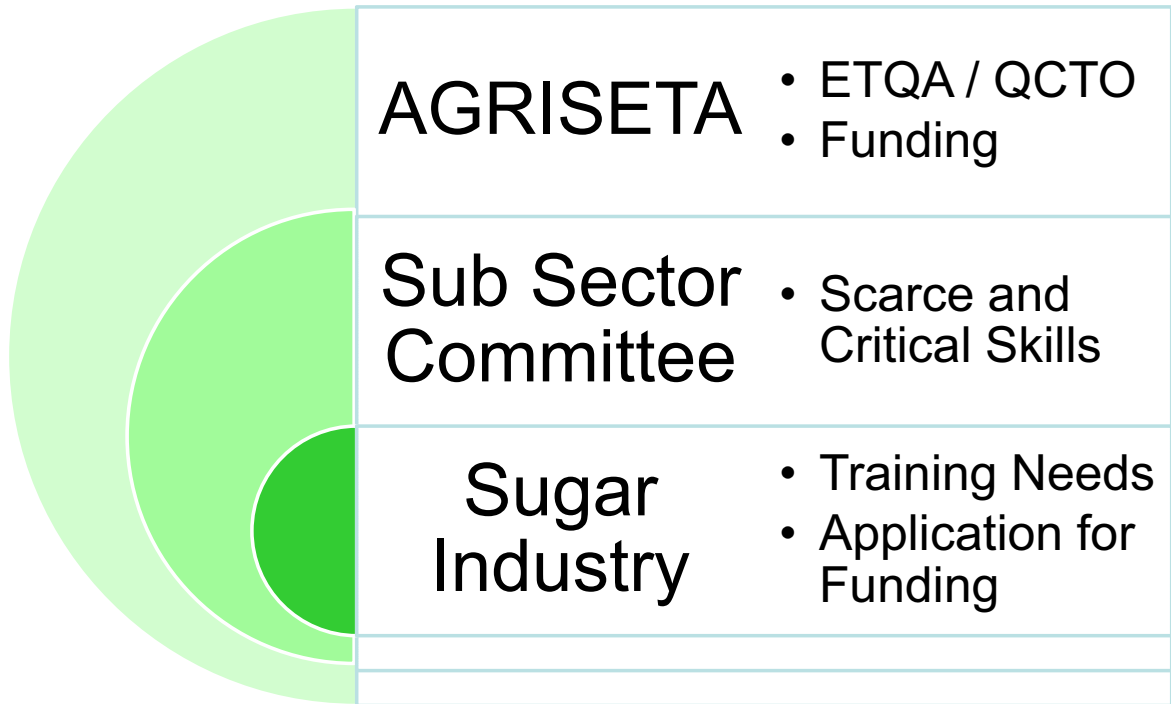 AGRISETA
• ETQA / QCTO
• Funding
Sub Sector
Committee
• Scarce and
Critical Skills
Sugar
Industry
• Training Needs
• Application for
Funding